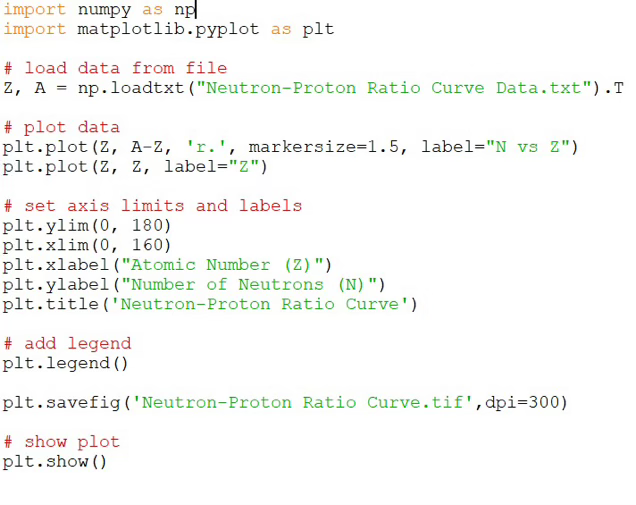 import numpy as np
import matplotlib.pyplot as plt
# load data from file
Z, A = np.loadtxt("Neutron-Proton Ratio Curve Data.txt").T
# plot data
plt.plot(Z, A-Z, 'r.', markersize=1.5, label="N vs Z")
plt.plot(Z, Z, label="Z")
# set axis limits and labels
plt.ylim(0, 180)
plt.xlim(0, 160)
plt.xlabel("Atomic Number (Z)")
plt.ylabel("Number of Neutrons (N)")
plt.title('Neutron-Proton Ratio Curve')
# add legend
plt.legend()
plt.savefig('Neutron-Proton Ratio Curve.tif',dpi=300)
# show plot
plt.show()